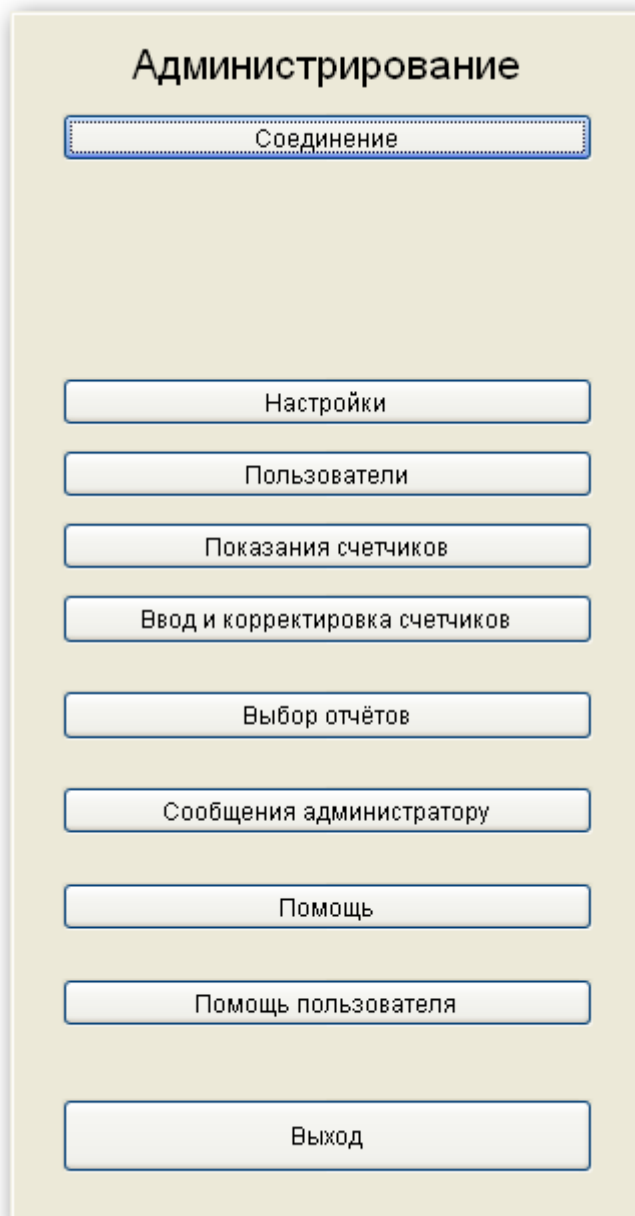 Администрирование
Соединение
Настройки
Пользователи
Показания счетчиков
Ввод и корректировка счетчиков
Выбор отчётов
Сообщения администратору
Помощь
Помощь пользователя
Выход